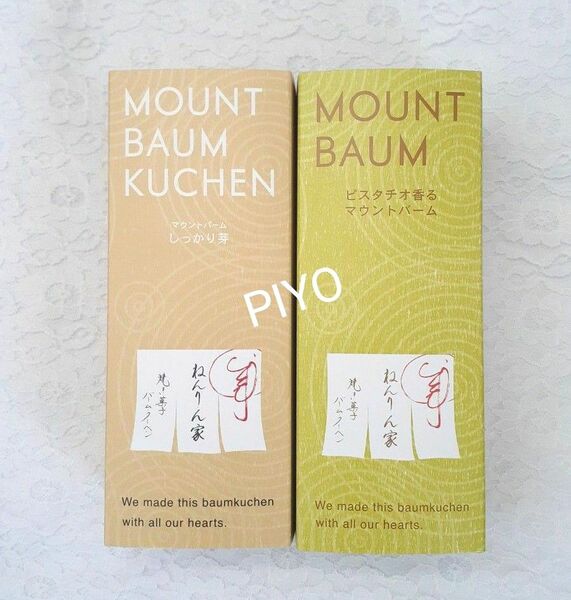 MOUNT
BAUM
KUCHEN
マウントバーム
しっかり芽
ねんりん家
焼き菓子
バームクーヘン
We made this baumkuchen
with all our hearts.
MOUNT
BAUM
ピスタチオ香る
マウントバーム
ねんりん家
焼き菓子
バームクーヘン
We made this baumkuchen
with all our hearts.
PIYO